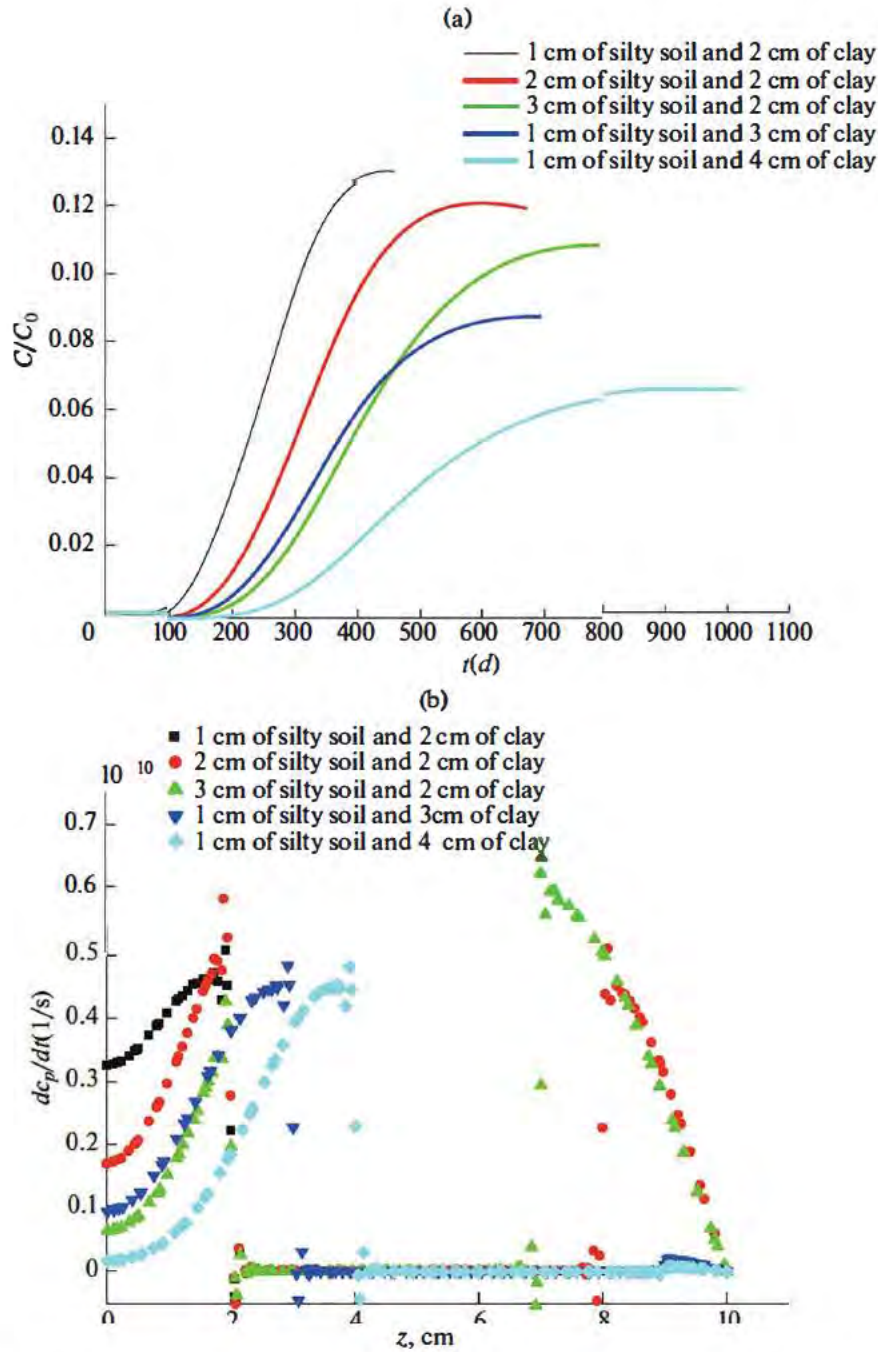 (a)
1 cm of silty soil and 2 cm of clay
2 cm of silty soil and 2 cm of clay
3 cm of silty soil and 2 cm of clay
1 cm of silty soil and 3 cm of clay
1 cm of silty soil and 4 cm of clay
0.14
0.12
0.10
0.08
0.06
0.04
0.02
0
C/C0
100 200 300 400 500 600 700 800 900 1000 1100
t(d)
(b)
1 cm of silty soil and 2 cm of clay
2 cm of silty soil and 2 cm of clay
3 cm of silty soil and 2 cm of clay
1 cm of silty soil and 3cm of clay
1 cm of silty soil and 4 cm of clay
10 – 10
0.7
0.6
0.5
0.4
0.3
0.2
0.1
0
dcp/dt(1/s)
0 2 4 6 8 10
z, cm